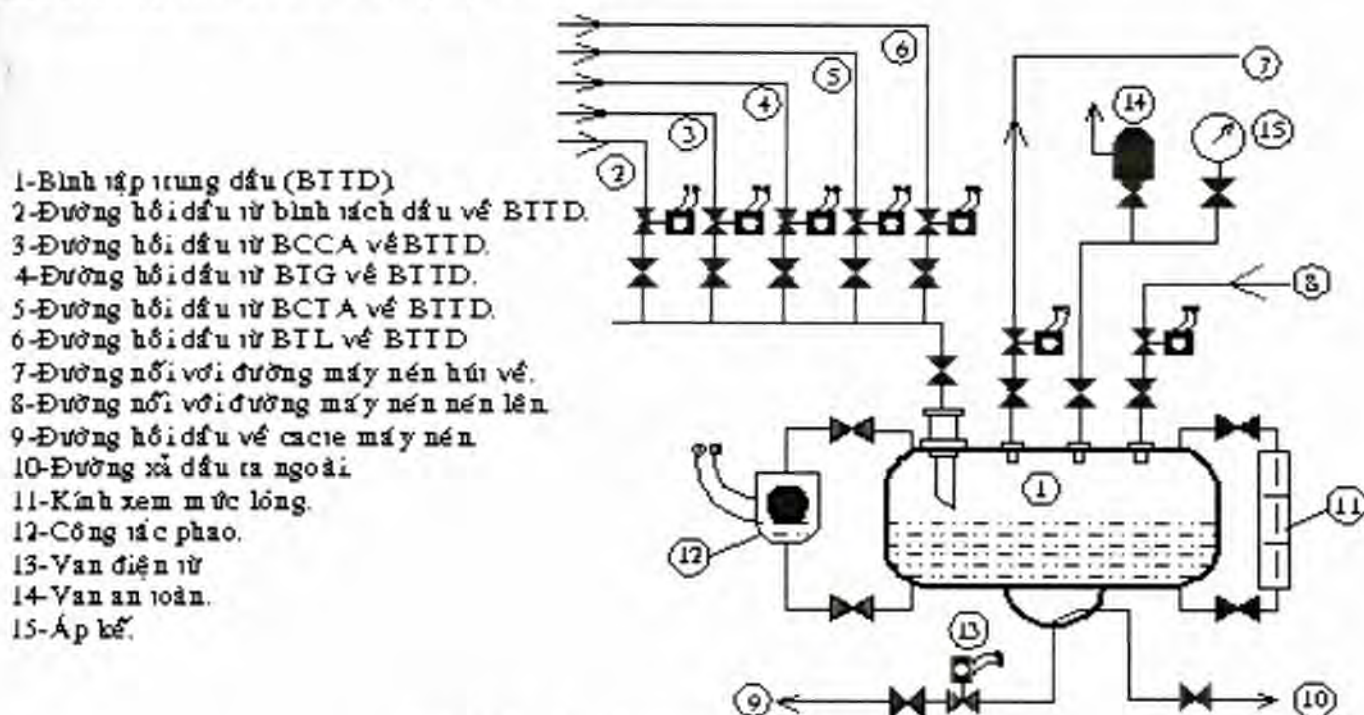 1-Bình tập trung dầu (BTTD)
2-Đường hồi dầu từ bình tách dầu về BTTD.
3-Đường hồi dầu từ BCCA về BTTD.
4-Đường hồi dầu từ BTG về BTTD.
5-Đường hồi dầu từ BCTA về BTTD.
6-Đường hồi dầu từ BTL về BTTD
7-Đường nối với đường máy nén hút về.
8-Đường nối với đường máy nén nén lên.
9-Đường hồi dầu về cacte máy nén
10-Đường xả dầu ra ngoài.
11-Kính xem mức lỏng.
12-Công tắc phao.
13-Van điện từ
14-Van an toàn.
15-Áp kế.
6
5
4
3
2
7
14
15
8
1
11
12
13
9
10